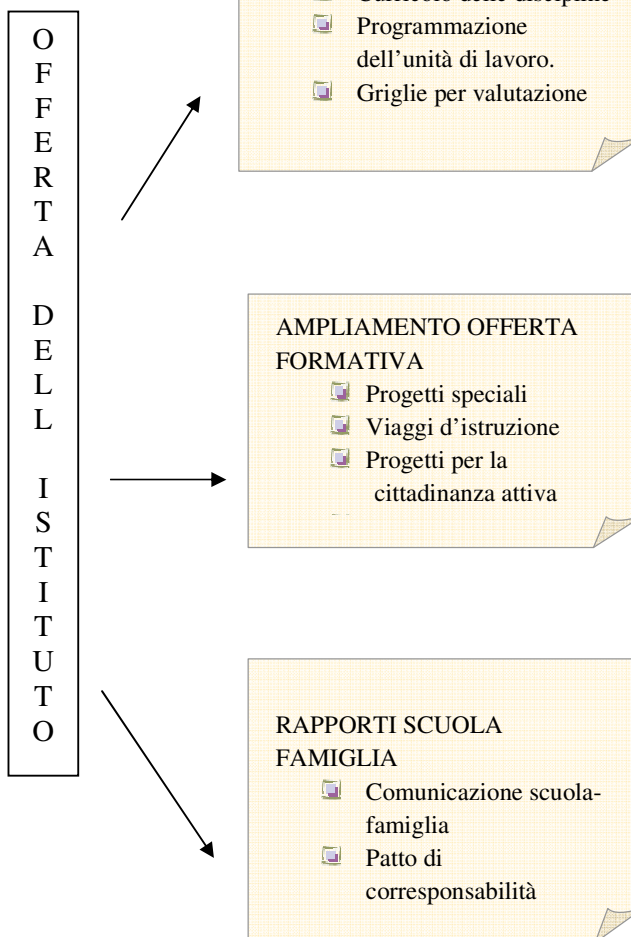 O
F
F
E
R
T
A
D
E
L
L
I
S
T
I
T
U
T
O
Programmazione
dell’unità di lavoro.
Griglie per valutazione
AMPLIAMENTO OFFERTA
FORMATIVA
Progetti speciali
Viaggi d’istruzione
Progetti per la
cittadinanza attiva
RAPPORTI SCUOLA
FAMIGLIA
Comunicazione scuola-
famiglia
Patto di
corresponsabilità